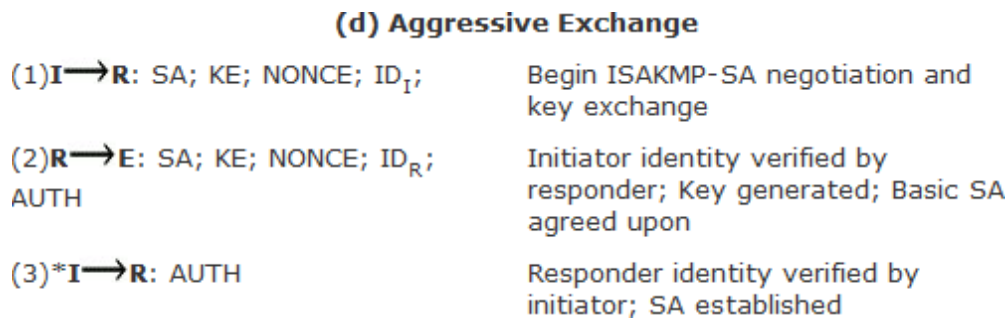 (d) Aggressive Exchange
(1)I⟶R: SA; KE; NONCE; ID_I; Begin ISAKMP-SA negotiation and
key exchange
(2)R⟶E: SA; KE; NONCE; ID_R; Initiator identity verified by
AUTH responder; Key generated; Basic SA
agreed upon
(3)*I⟶R: AUTH Responder identity verified by
initiator; SA established